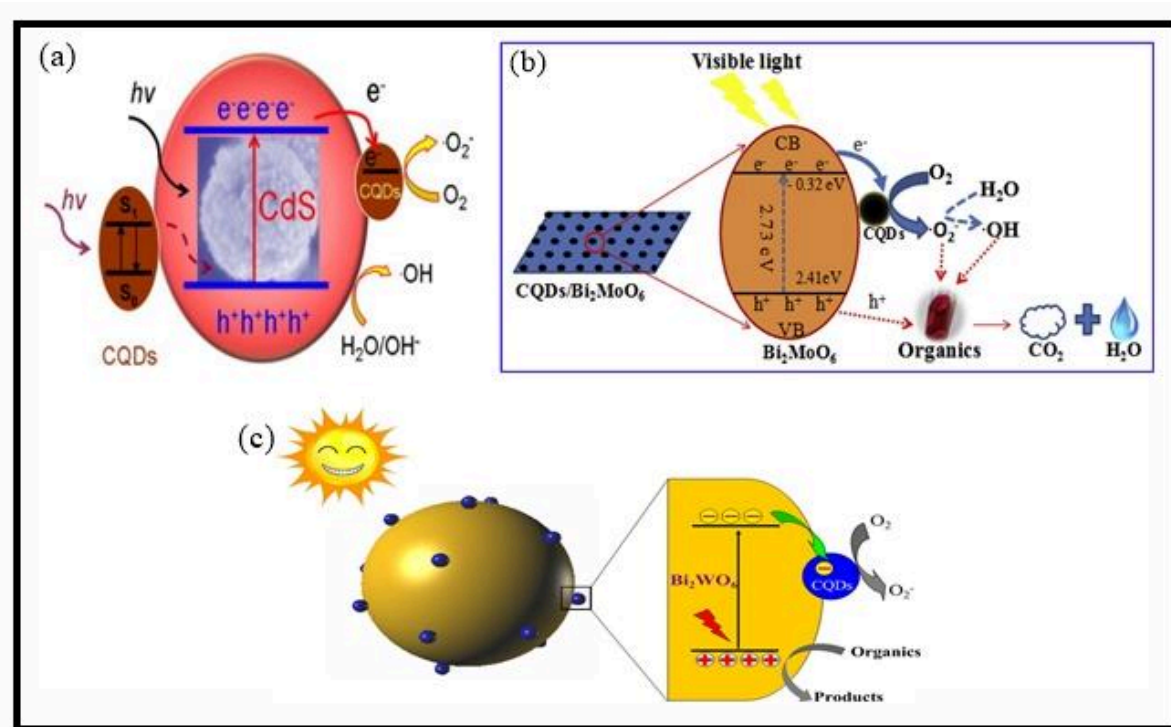 (a)
hν
e⁻e⁻e⁻e⁻
e⁻
e⁻
CQDs
·O₂⁻
O₂
CdS
hν
S₁
S₀
CQDs
h⁺h⁺h⁺h⁺
·OH
H₂O/OH⁻
(b)
Visible light
CB
e⁻ e⁻ e⁻
- 0.32 eV
2.73 eV
2.41eV
h⁺ h⁺ h⁺
VB
Bi₂MoO₆
CQDs/Bi₂MoO₆
e⁻
CQDs
O₂
H₂O
·O₂⁻
·OH
h⁺
Organics
CO₂
H₂O
(c)
Bi₂WO₆
CQDs
O₂
O₂⁻
Organics
Products